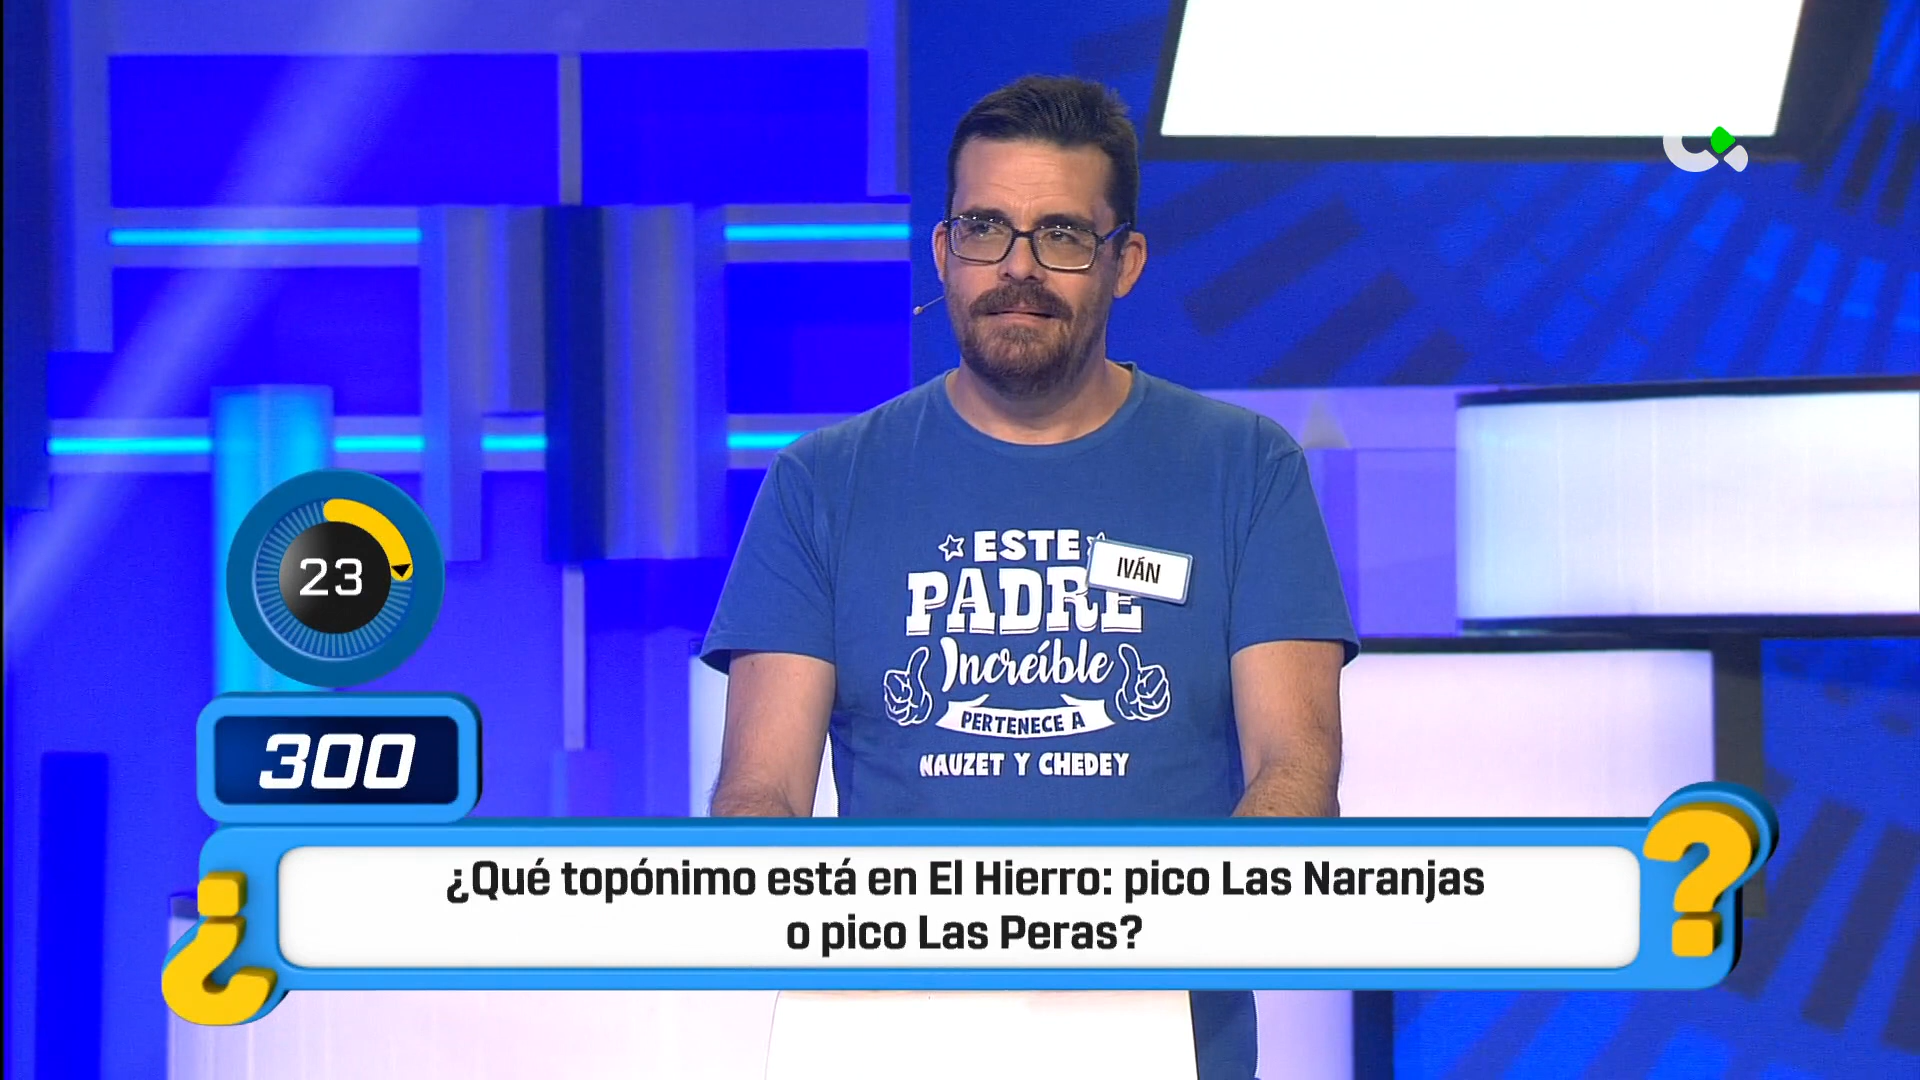 ESTE
PADRE
Increíble
PERTENECE A
NAUZET Y CHEDEY
IVÁN
23
300
¿Qué topónimo está en El Hierro: pico Las Naranjas
o pico Las Peras?